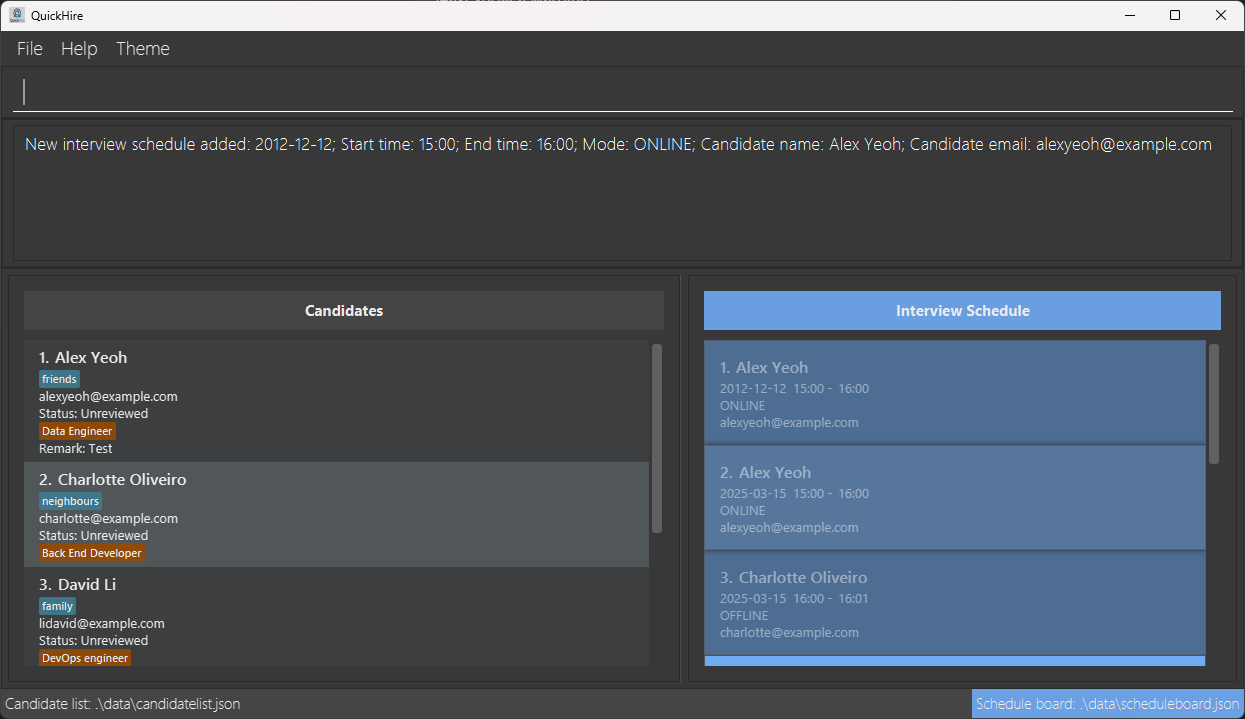 QuickHire
File Help Theme
New interview schedule added: 2012-12-12; Start time: 15:00; End time: 16:00; Mode: ONLINE; Candidate name: Alex Yeoh; Candidate email: alexyeoh@example.com
Candidates
1. Alex Yeoh
friends
alexyeoh@example.com
Status: Unreviewed
Data Engineer
Remark: Test
2. Charlotte Oliveiro
neighbours
charlotte@example.com
Status: Unreviewed
Back End Developer
3. David Li
family
lidavid@example.com
Status: Unreviewed
DevOps engineer
Interview Schedule
1. Alex Yeoh
2012-12-12 15:00 - 16:00
ONLINE
alexyeoh@example.com
2. Alex Yeoh
2025-03-15 15:00 - 16:00
ONLINE
alexyeoh@example.com
3. Charlotte Oliveiro
2025-03-15 16:00 - 16:01
OFFLINE
charlotte@example.com
Candidate list: .\data\candidatelist.json
Schedule board: .\data\scheduleboard.json